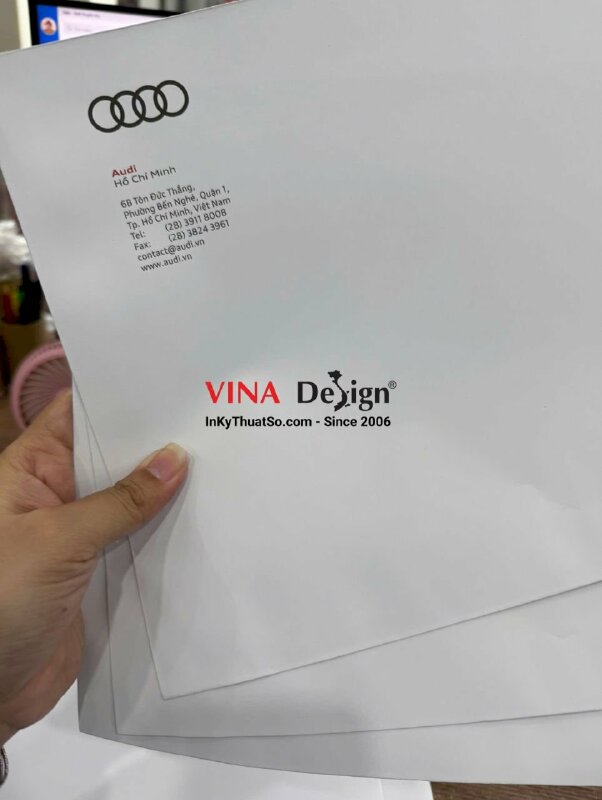 Audi
Hồ Chí Minh
6B Tôn Đức Thắng,
Phường Bến Nghé, Quận 1,
Tp. Hồ Chí Minh, Việt Nam
Tel: (28) 3911 8008
Fax: (28) 3824 3961
contact@audi.vn
www.audi.vn
VINA Design®
InKyThuatSo.com - Since 2006